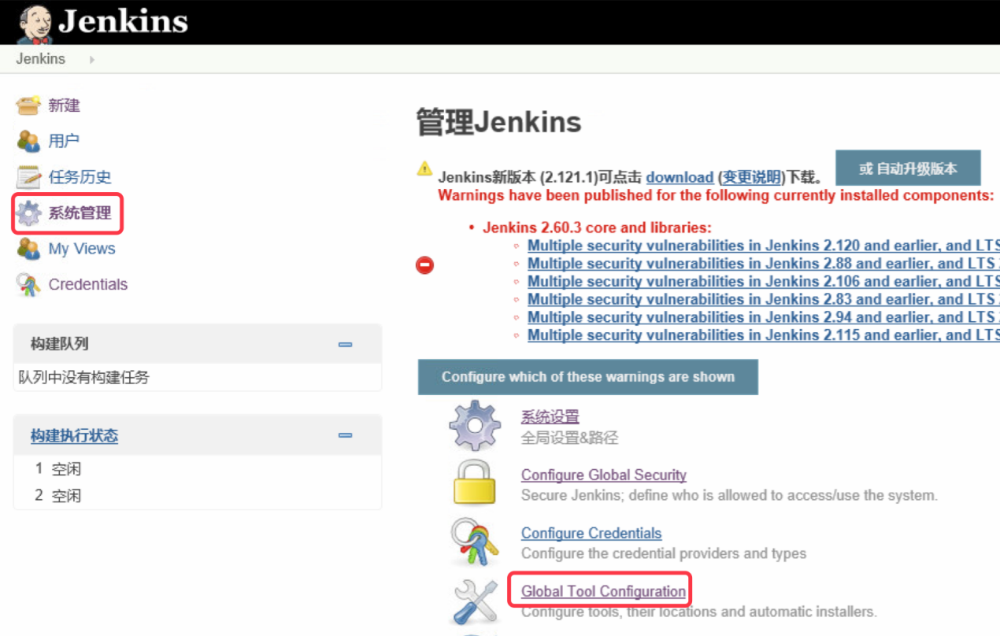 Jenkins
Jenkins
新建
用户
任务历史
系统管理
My Views
Credentials
构建队列
队列中没有构建任务
构建执行状态
1 空闲
2 空闲
管理Jenkins
Jenkins新版本 (2.121.1)可点击 download (变更说明)下载。
或 自动升级版本
Warnings have been published for the following currently installed components:
Jenkins 2.60.3 core and libraries:
Multiple security vulnerabilities in Jenkins 2.120 and earlier, and LTS
Multiple security vulnerabilities in Jenkins 2.88 and earlier, and LTS
Multiple security vulnerabilities in Jenkins 2.106 and earlier, and LTS
Multiple security vulnerabilities in Jenkins 2.83 and earlier, and LTS
Multiple security vulnerabilities in Jenkins 2.94 and earlier, and LTS
Multiple security vulnerabilities in Jenkins 2.115 and earlier, and LTS
Configure which of these warnings are shown
系统设置
全局设置&路径
Configure Global Security
Secure Jenkins; define who is allowed to access/use the system.
Configure Credentials
Configure the credential providers and types
Global Tool Configuration
Configure tools, their locations and automatic installers.